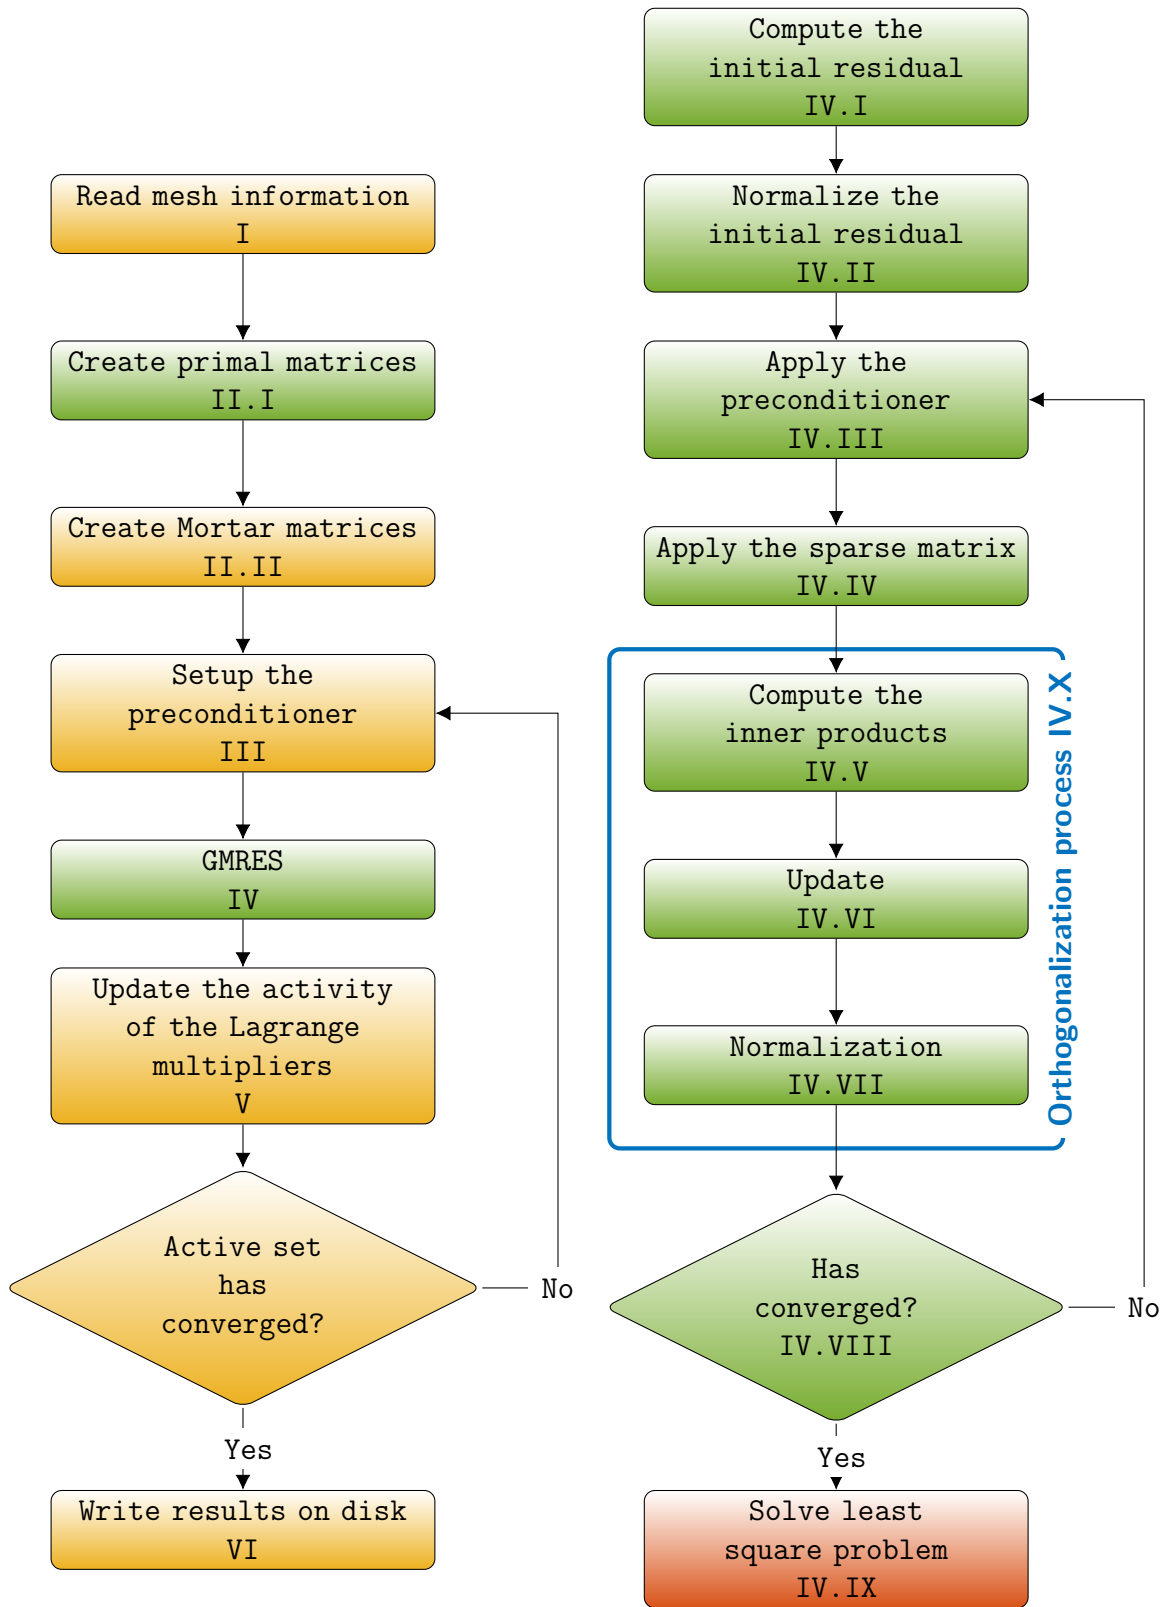 Read mesh information
I
Create primal matrices
II.I
Create Mortar matrices
II.II
Setup the
preconditioner
III
GMRES
IV
Update the activity
of the Lagrange
multipliers
V
Active set
has
converged?
No
Yes
Write results on disk
VI
Compute the
initial residual
IV.I
Normalize the
initial residual
IV.II
Apply the
preconditioner
IV.III
Apply the sparse matrix
IV.IV
Compute the
inner products
IV.V
Update
IV.VI
Normalization
IV.VII
Orthogonalization process IV.X
Has
converged?
IV.VIII
No
Yes
Solve least
square problem
IV.IX